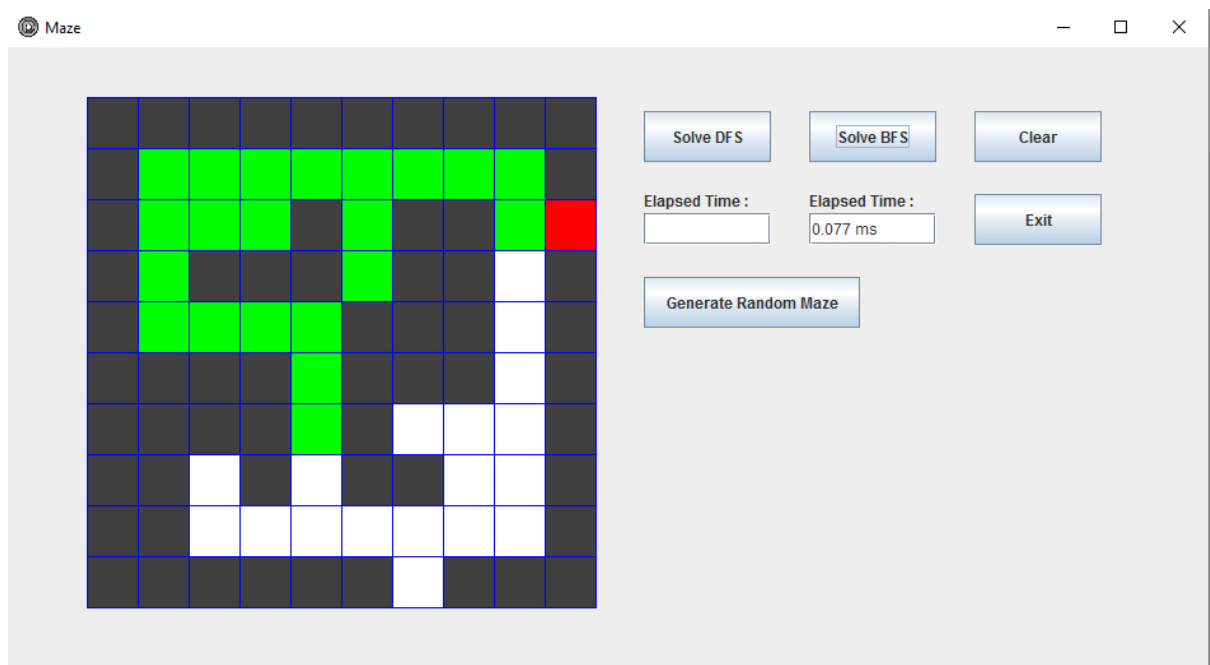 Maze
Solve DFS
Solve BFS
Clear
Elapsed Time :
Elapsed Time :
0.077 ms
Exit
Generate Random Maze